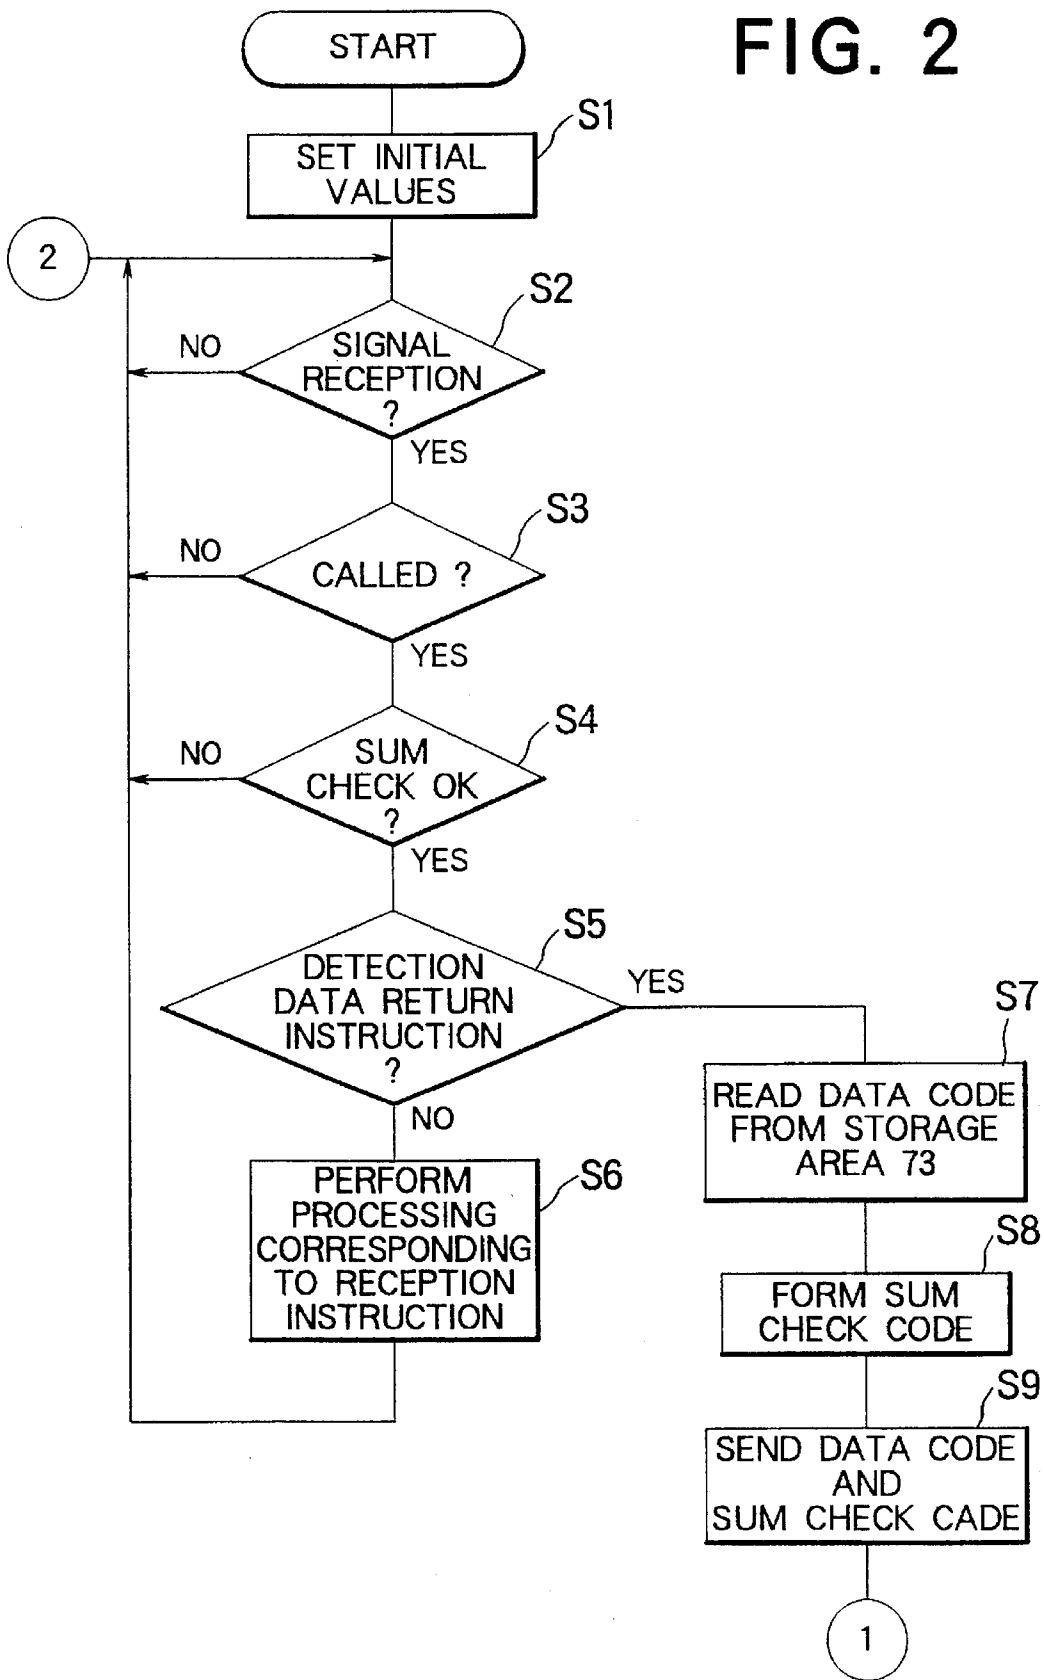 FIG. 2
START
S1
SET INITIAL
VALUES
2
S2
SIGNAL
RECEPTION
?
NO
YES
S3
CALLED ?
NO
YES
S4
SUM
CHECK OK
?
NO
YES
S5
DETECTION
DATA RETURN
INSTRUCTION
?
YES
NO
S6
PERFORM
PROCESSING
CORRESPONDING
TO RECEPTION
INSTRUCTION
S7
READ DATA CODE
FROM STORAGE
AREA 73
S8
FORM SUM
CHECK CODE
S9
SEND DATA CODE
AND
SUM CHECK CADE
1